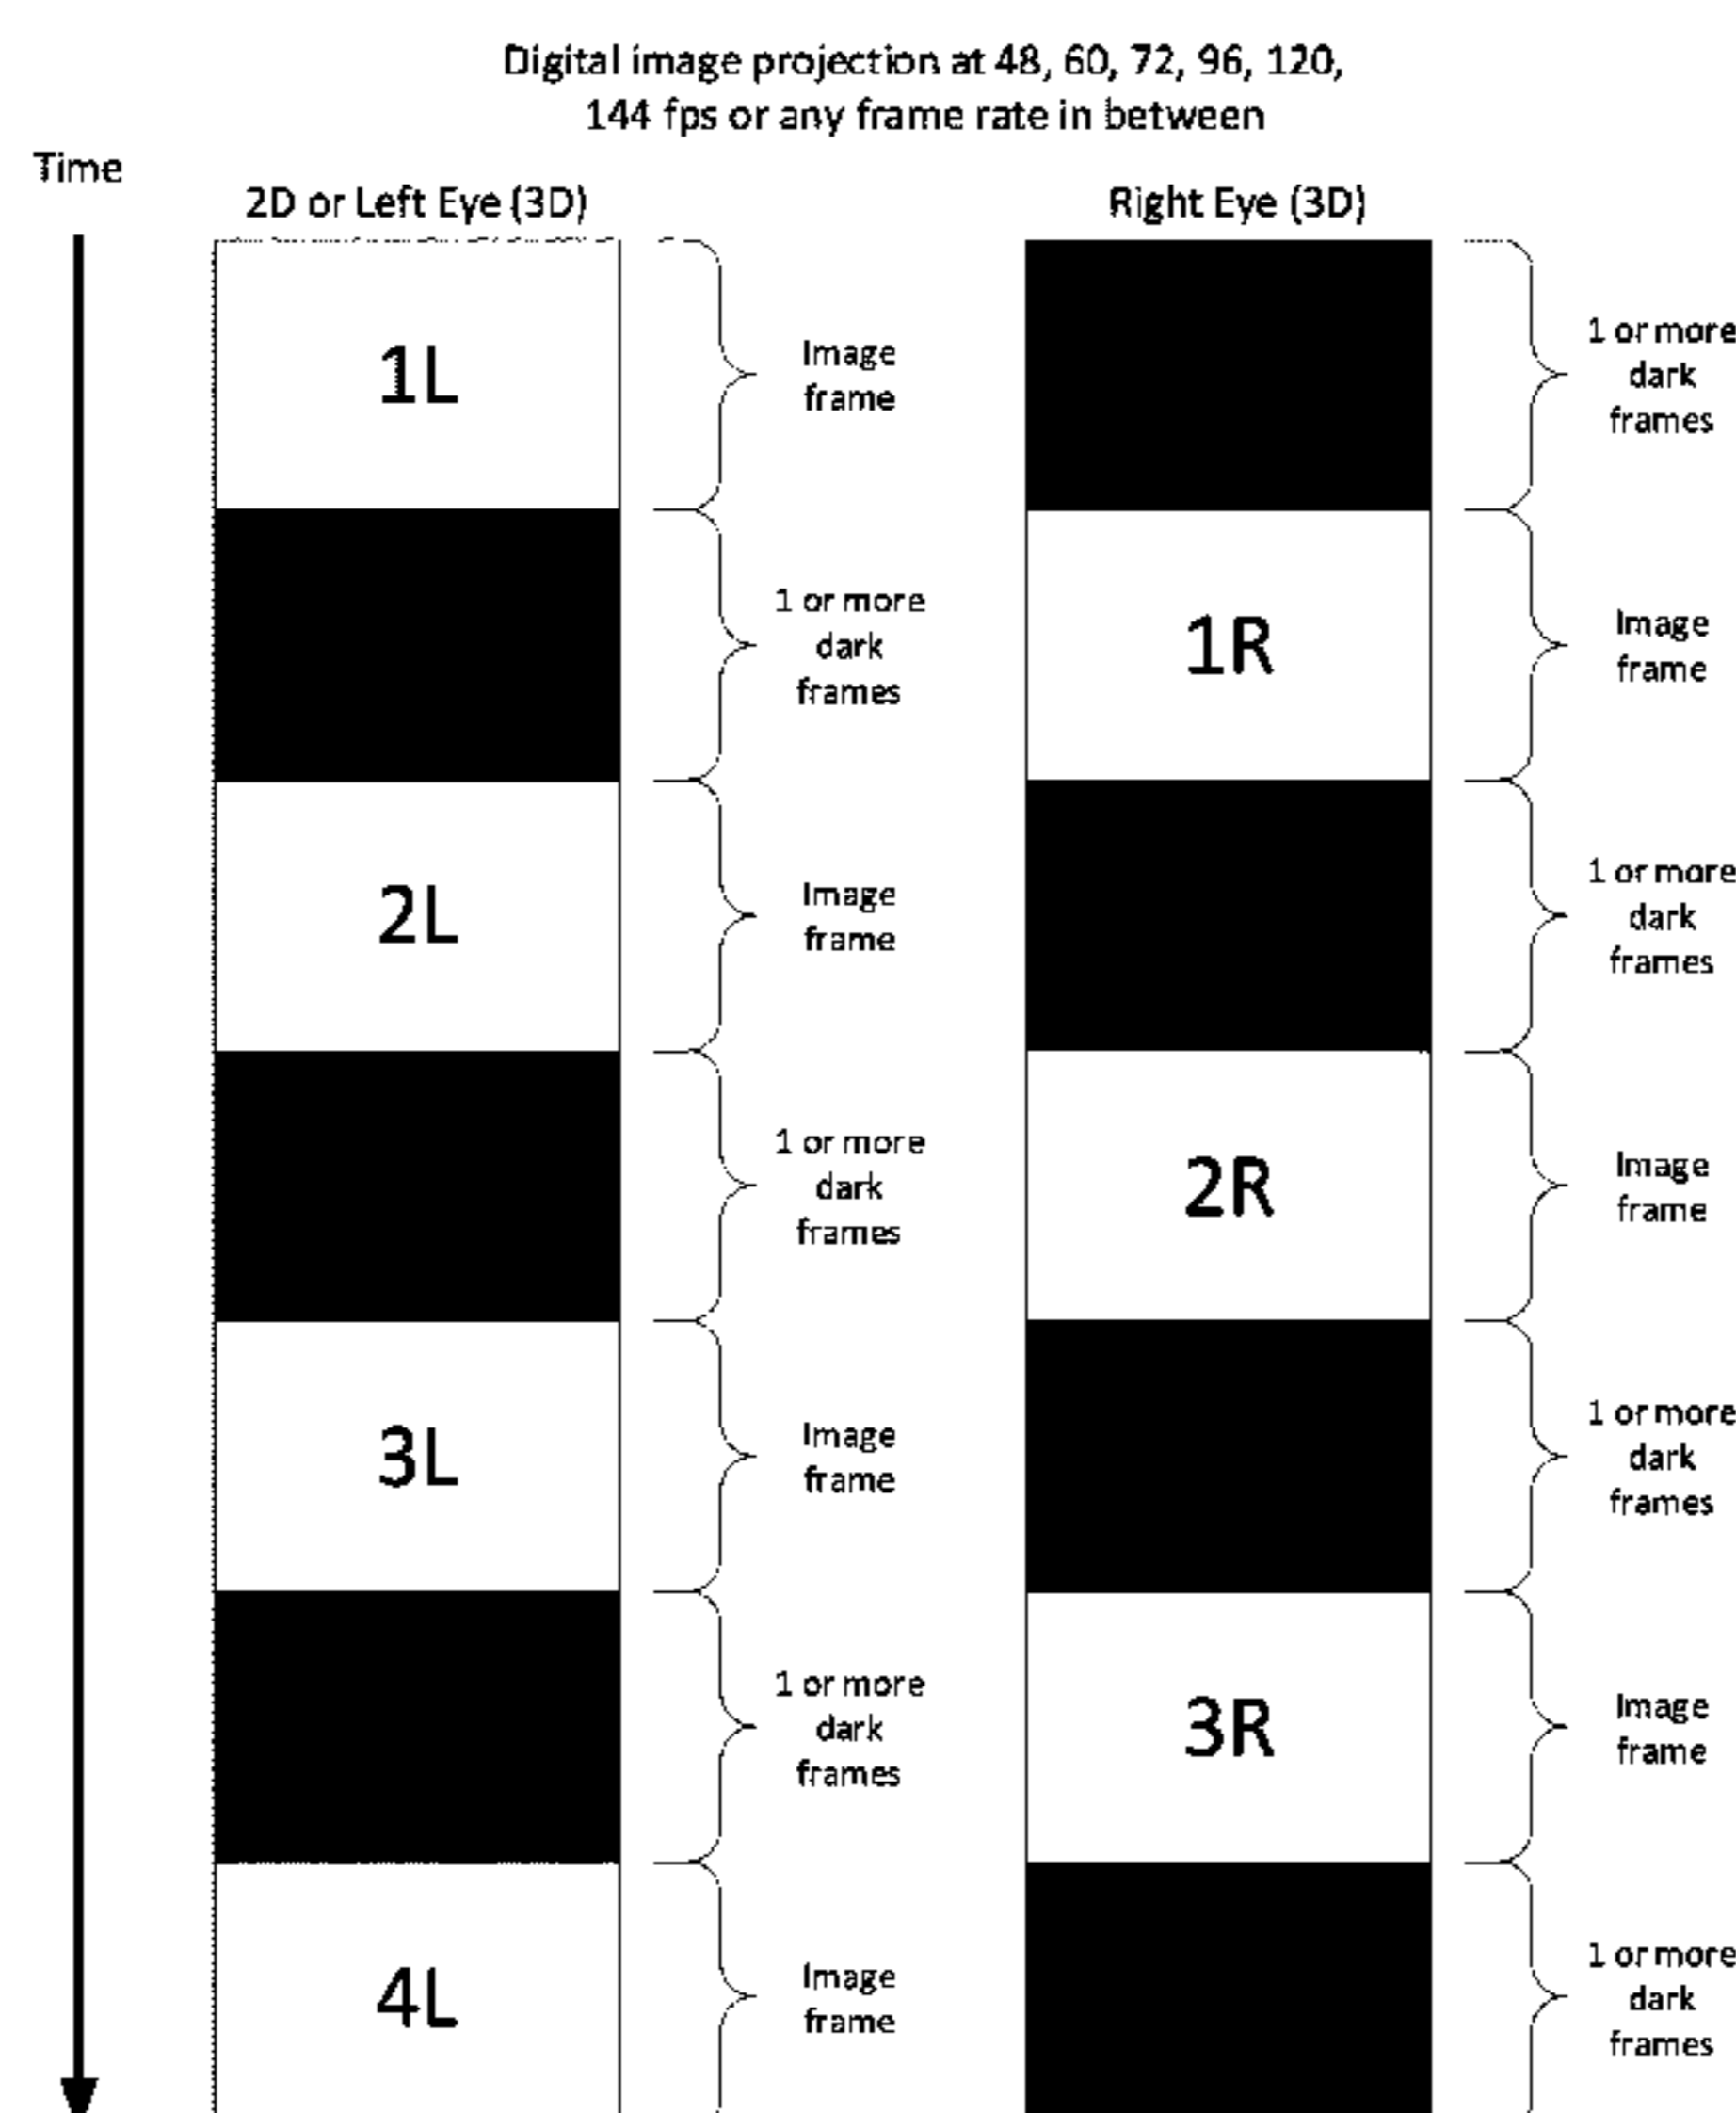 Digital image projection at 48, 60, 72, 96, 120,
144 fps or any frame rate in between
Time
2D or Left Eye (3D)
Right Eye (3D)
1L
Image
frame
1 or more
dark
frames
1 or more
dark
frames
1R
Image
frame
2L
Image
frame
1 or more
dark
frames
1 or more
dark
frames
2R
Image
frame
3L
Image
frame
1 or more
dark
frames
1 or more
dark
frames
3R
Image
frame
4L
Image
frame
1 or more
dark
frames